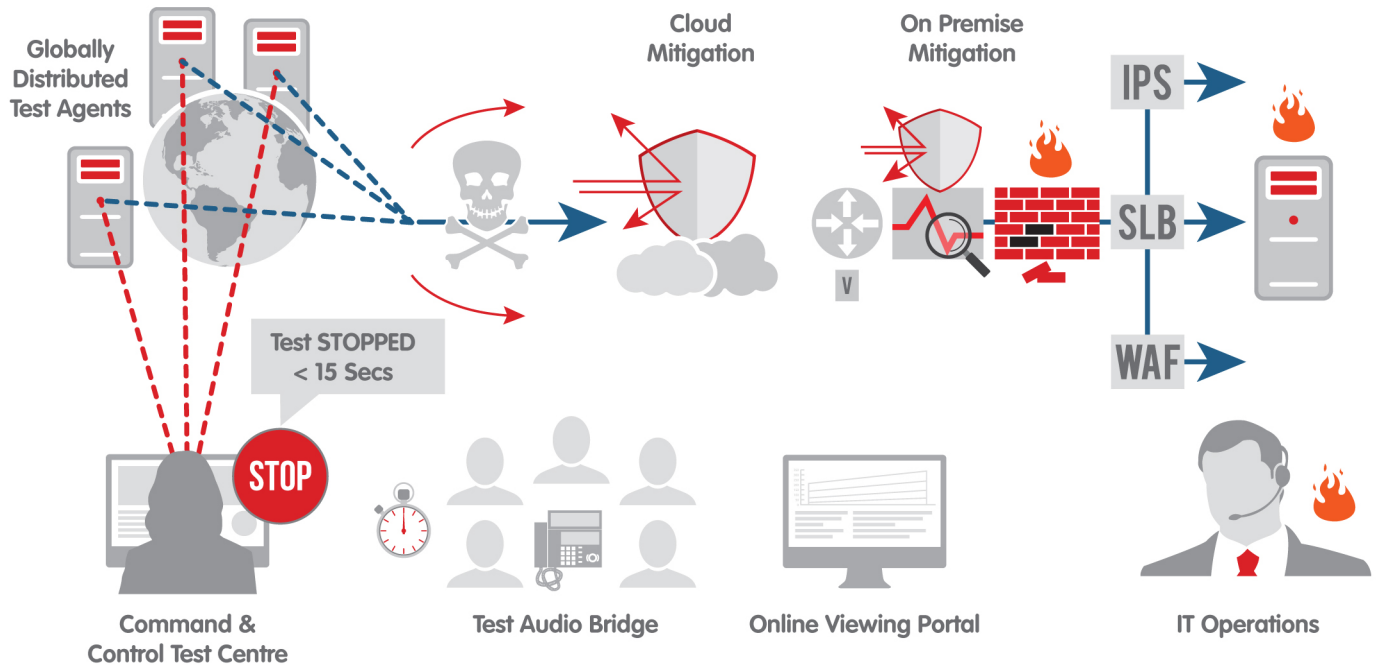 Globally
Distributed
Test Agents
Cloud
Mitigation
On Premise
Mitigation
IPS
SLB
WAF
V
Test STOPPED
< 15 Secs
STOP
Command &
Control Test Centre
Test Audio Bridge
Online Viewing Portal
IT Operations